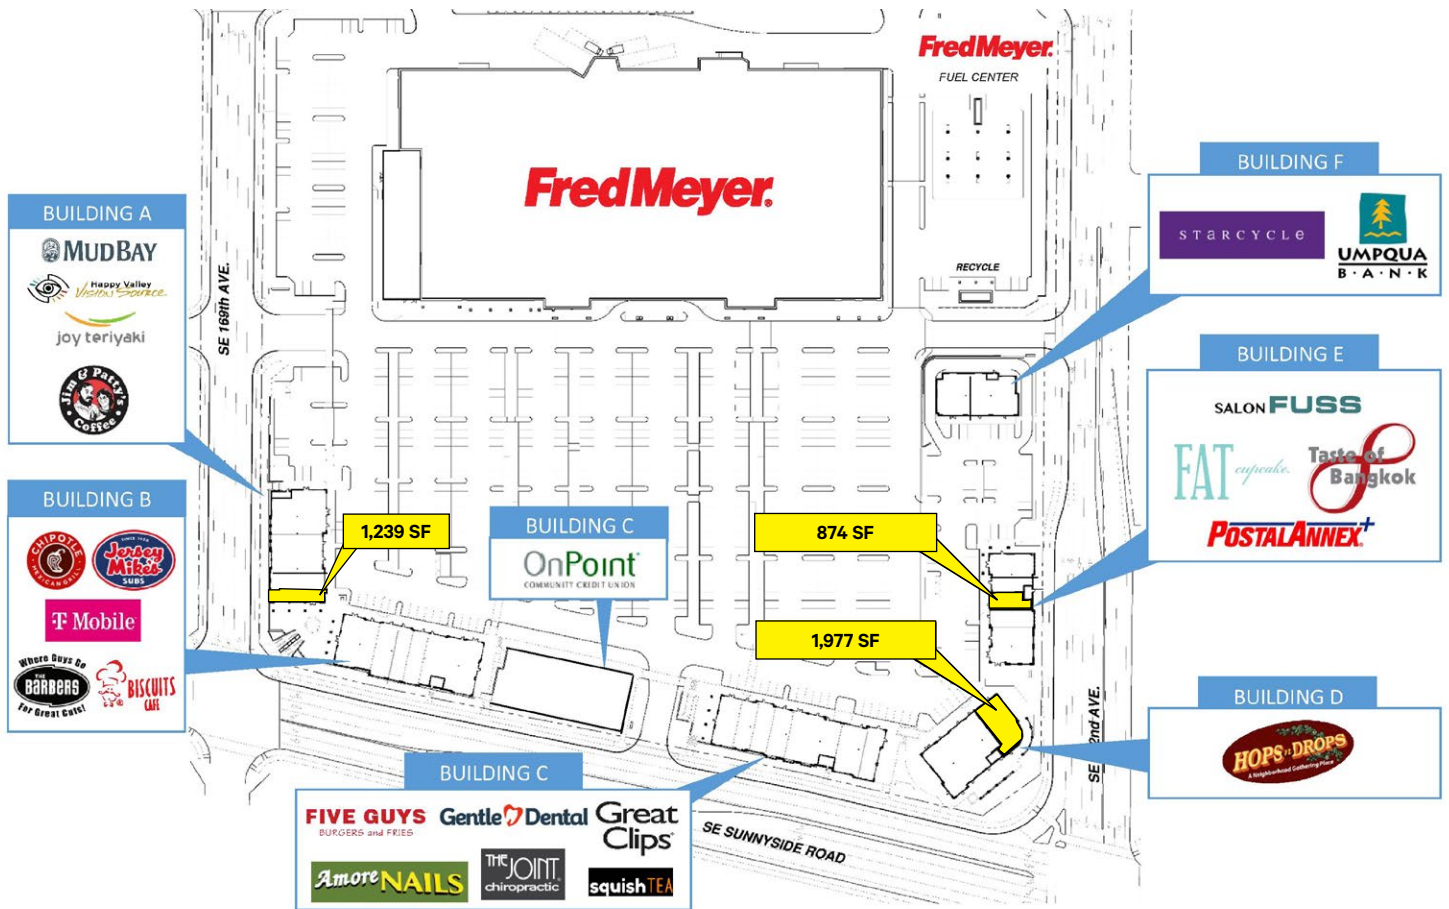 FredMeyer.
FUEL CENTER
FredMeyer.
RECYCLE
SE 169th AVE.
BUILDING A
MUDBAY
Happy Valley
Vision Source
joy teriyaki
Jim & Patty's
Coffee
BUILDING B
CHIPOTLE
MEXICAN GRILL
SINCE 1956
Jersey
Mike's
SUBS
T Mobile
Where Guys Go
THE
BARBERS
For Great Cuts!
BISCUITS
CAFE
1,239 SF
BUILDING C
OnPoint
COMMUNITY CREDIT UNION
874 SF
1,977 SF
BUILDING F
STARCYCLE
UMPQUA
B·A·N·K
BUILDING E
SALON FUSS
FAT cupcake.
Taste of
Bangkok
POSTALANNEX+
BUILDING D
HOPS n DROPS
A Neighborhood Gathering Place
2nd AVE.
BUILDING C
FIVE GUYS
BURGERS and FRIES
Gentle Dental
Great
Clips
Amore NAILS
THE JOINT
chiropractic
squishTEA
SE SUNNYSIDE ROAD